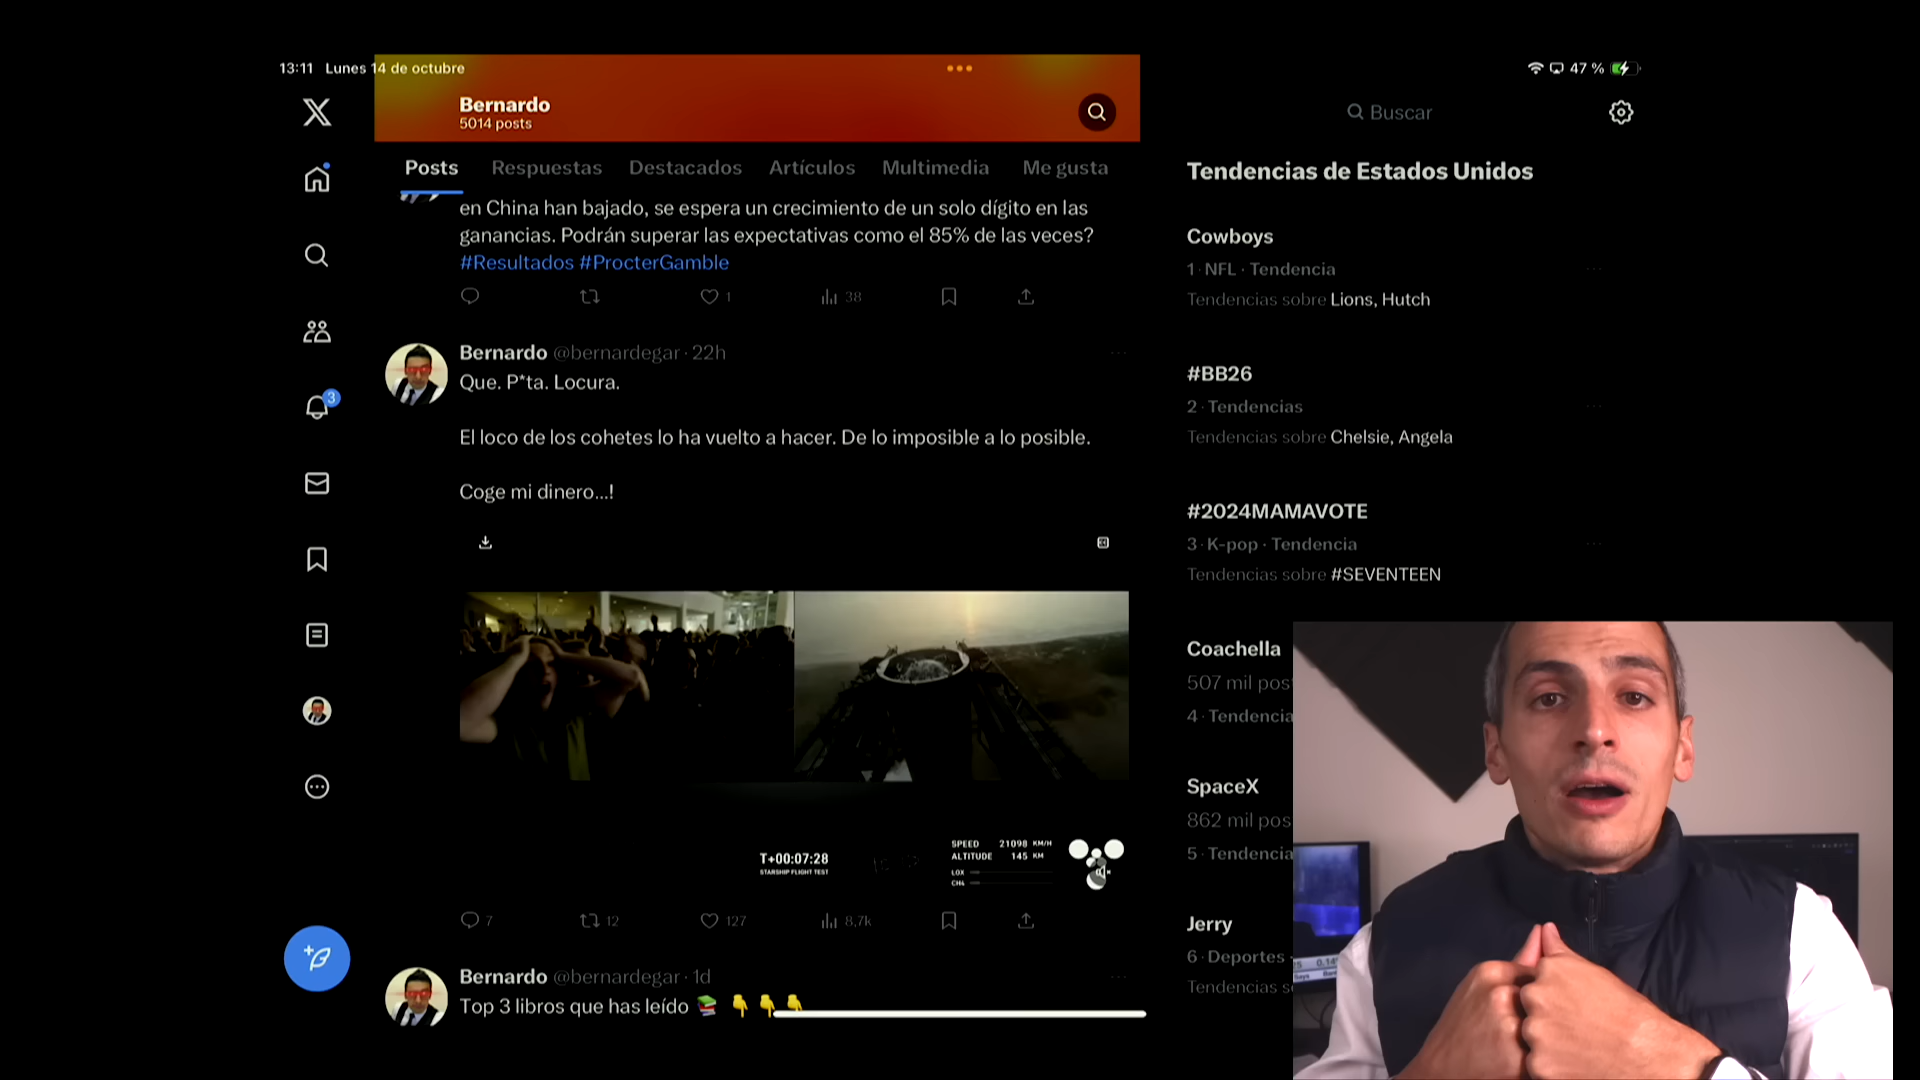 13:11 Lunes 14 de octubre
47 %
Bernardo
5014 posts
Buscar
Posts Respuestas Destacados Artículos Multimedia Me gusta
en China han bajado, se espera un crecimiento de un solo dígito en las
ganancias. Podrán superar las expectativas como el 85% de las veces?
#Resultados #ProcterGamble
1 38
Bernardo @bernardegar · 22h
Que. P*ta. Locura.
El loco de los cohetes lo ha vuelto a hacer. De lo imposible a lo posible.
Coge mi dinero...!
T+00:07:28
STARSHIP FLIGHT TEST
SPEED 21098 KM/H
ALTITUDE 145 KM
LOX
CH4
7 12 127 8,7k
Bernardo @bernardegar · 1d
Top 3 libros que has leído 📚 👇 👇 👇
3
Tendencias de Estados Unidos
Cowboys
1 · NFL · Tendencia
Tendencias sobre Lions, Hutch
#BB26
2 · Tendencias
Tendencias sobre Chelsie, Angela
#2024MAMAVOTE
3 · K-pop · Tendencia
Tendencias sobre #SEVENTEEN
Coachella
507 mil pos
4 · Tendencia
SpaceX
862 mil pos
5 · Tendencia
Jerry
6 · Deportes ·
Tendencias s